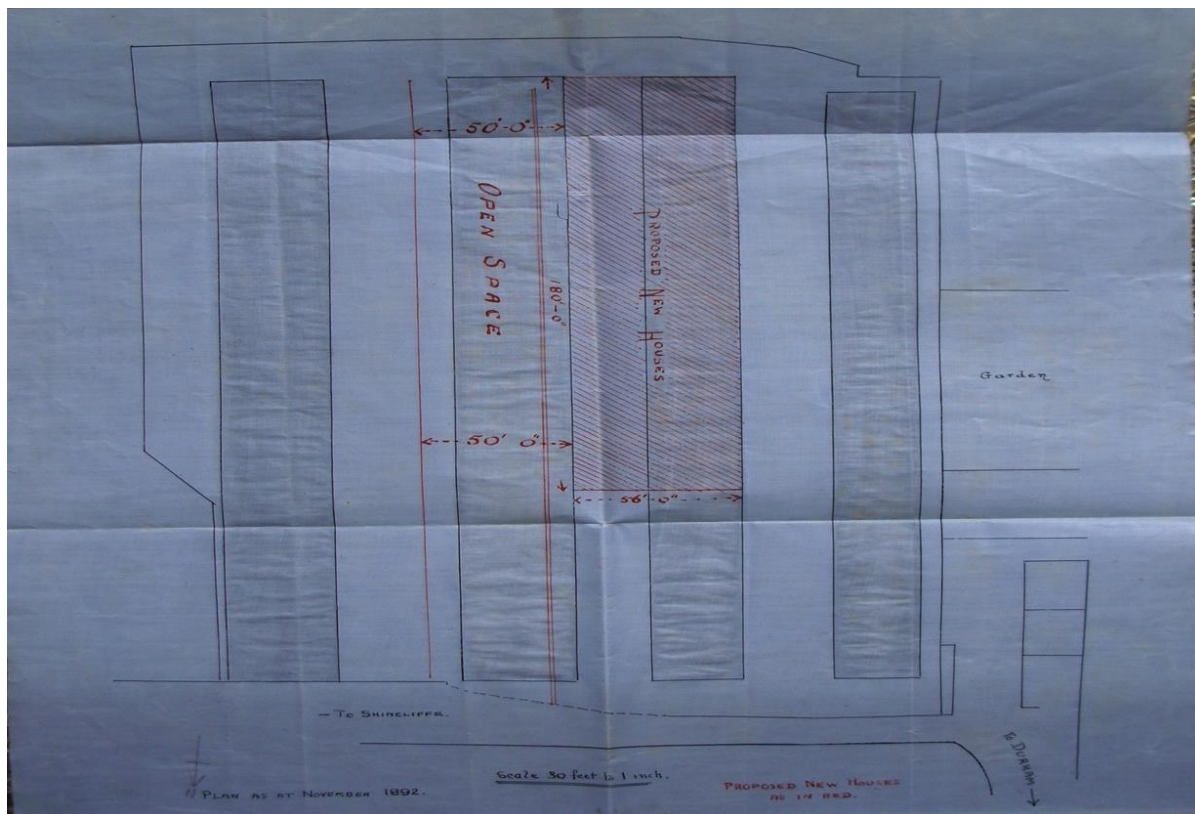 50'-0"
OPEN SPACE
180'-0"
PROPOSED NEW HOUSES
Garden
50' 0"
56'-0"
TO SHINCLIFFE.
TO DURHAM
Scale 30 feet to 1 inch.
PROPOSED NEW HOUSES
AS IN RED.
PLAN AS AT NOVEMBER 1892.